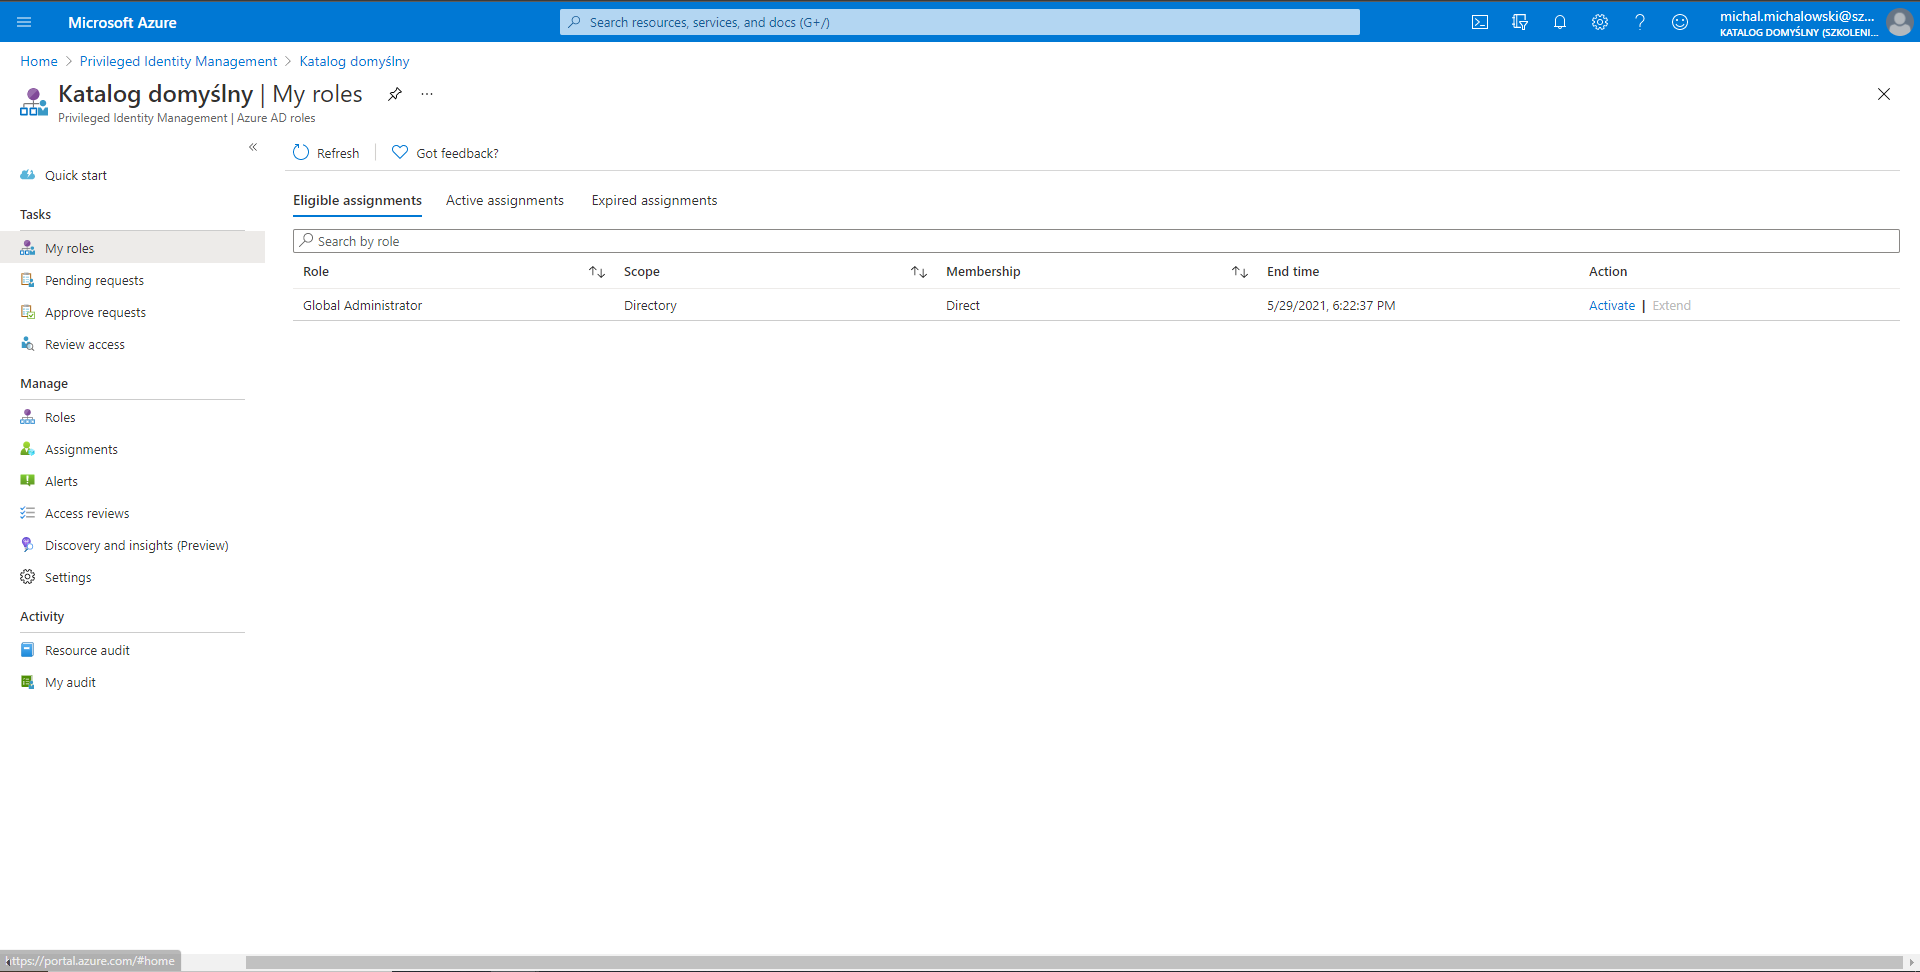 Microsoft Azure
Search resources, services, and docs (G+/)
michal.michalowski@sz...
KATALOG DOMYŚLNY (SZKOLENI...
Home > Privileged Identity Management > Katalog domyślny
Katalog domyślny | My roles
Privileged Identity Management | Azure AD roles
Quick start
Tasks
My roles
Pending requests
Approve requests
Review access
Manage
Roles
Assignments
Alerts
Access reviews
Discovery and insights (Preview)
Settings
Activity
Resource audit
My audit
Refresh
Got feedback?
Eligible assignments Active assignments Expired assignments
Search by role
Role Scope Membership End time Action
Global Administrator Directory Direct 5/29/2021, 6:22:37 PM Activate | Extend
https://portal.azure.com/#home